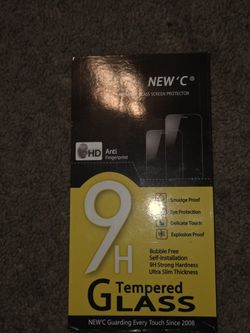 NEW'C®
GLASS SCREEN PROTECTOR
HD
Anti
Fingerprint
9H
Smudge Proof
Eye Protection
Delicate Touch
Explosion Proof
Bubble Free
Self-Installation
9H Strong Hardness
Ultra Slim Thickness
Tempered
GLASS
NEW'C Guarding Every Touch Since 2008